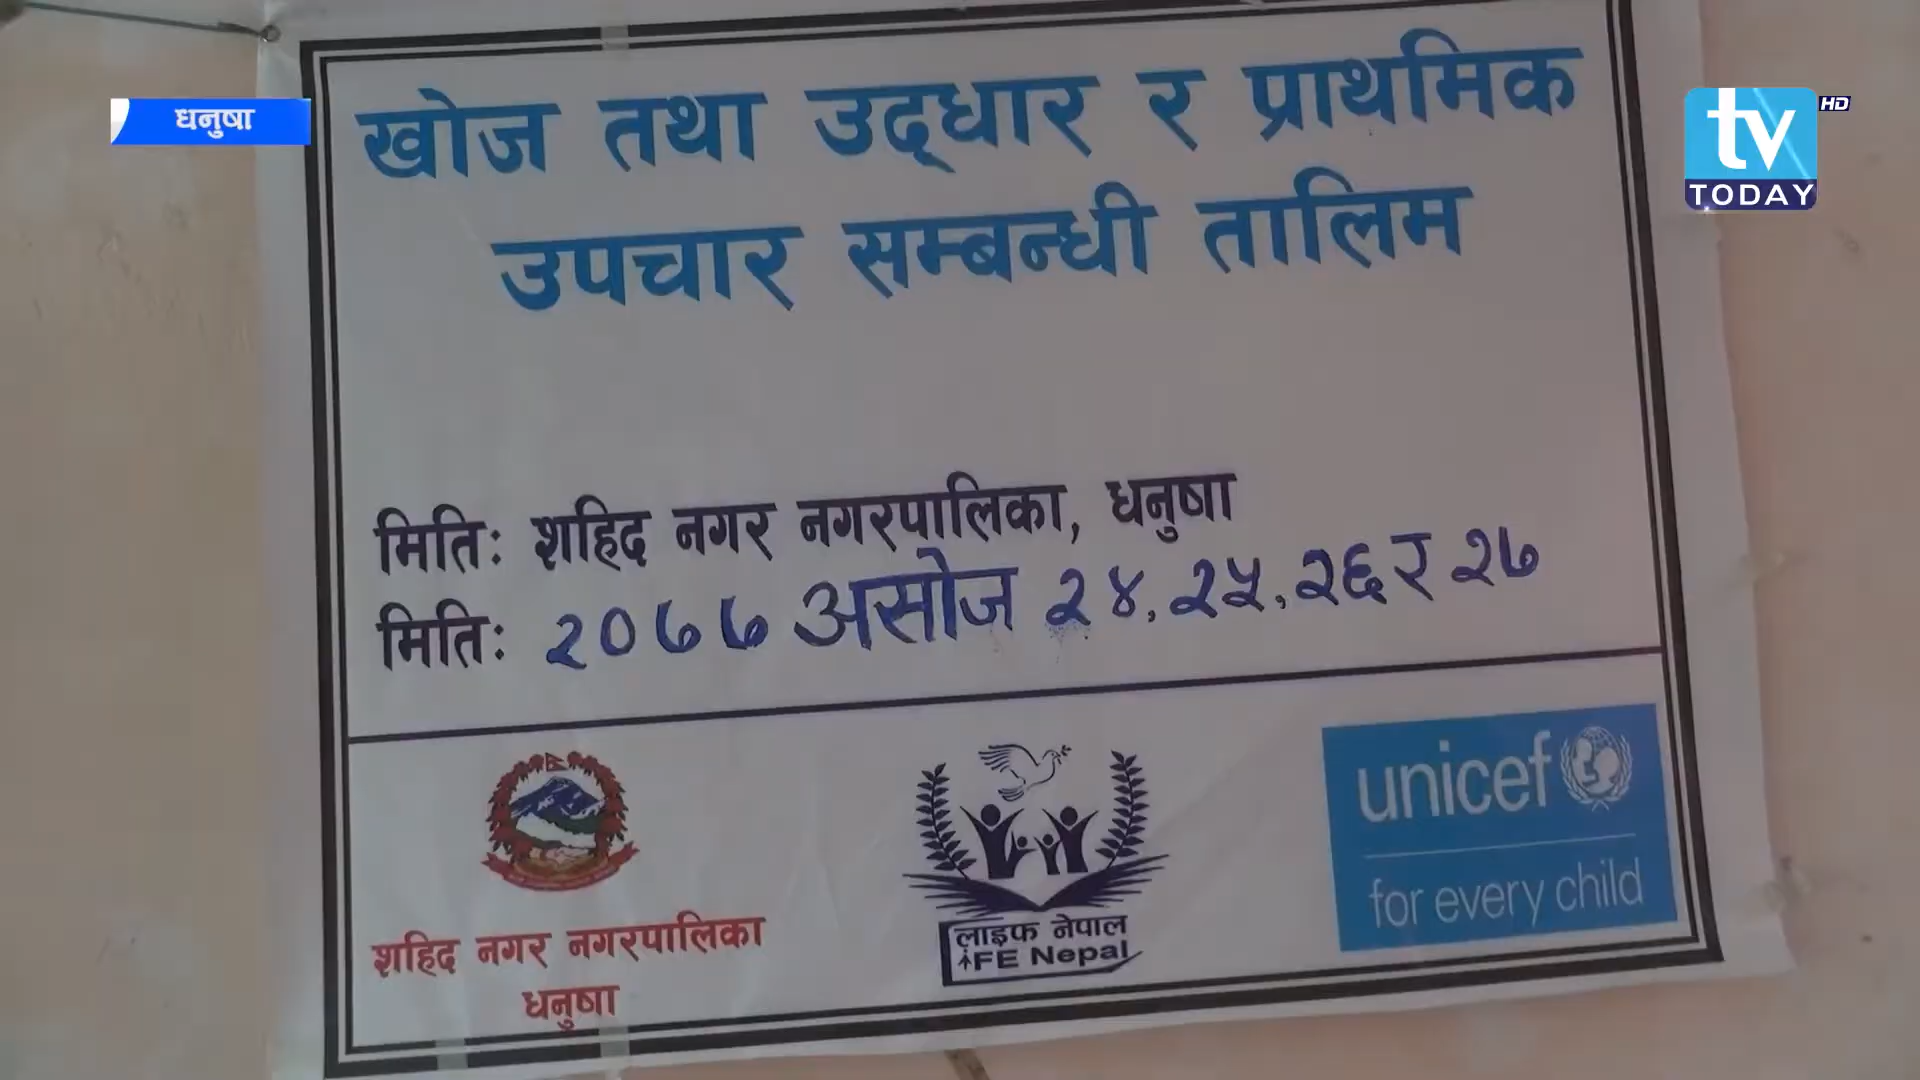 धनुषा
tv
HD
TODAY
खोज तथा उद्‌धार र प्राथमिक
उपचार सम्बन्धी तालिम
मितिः शहिद नगर नगरपालिका, धनुषा
मितिः २०७७ असोज २४, २५, २६ र २७
शहिद नगर नगरपालिका
धनुषा
लाइफ नेपाल
LiFE Nepal
unicef
for every child